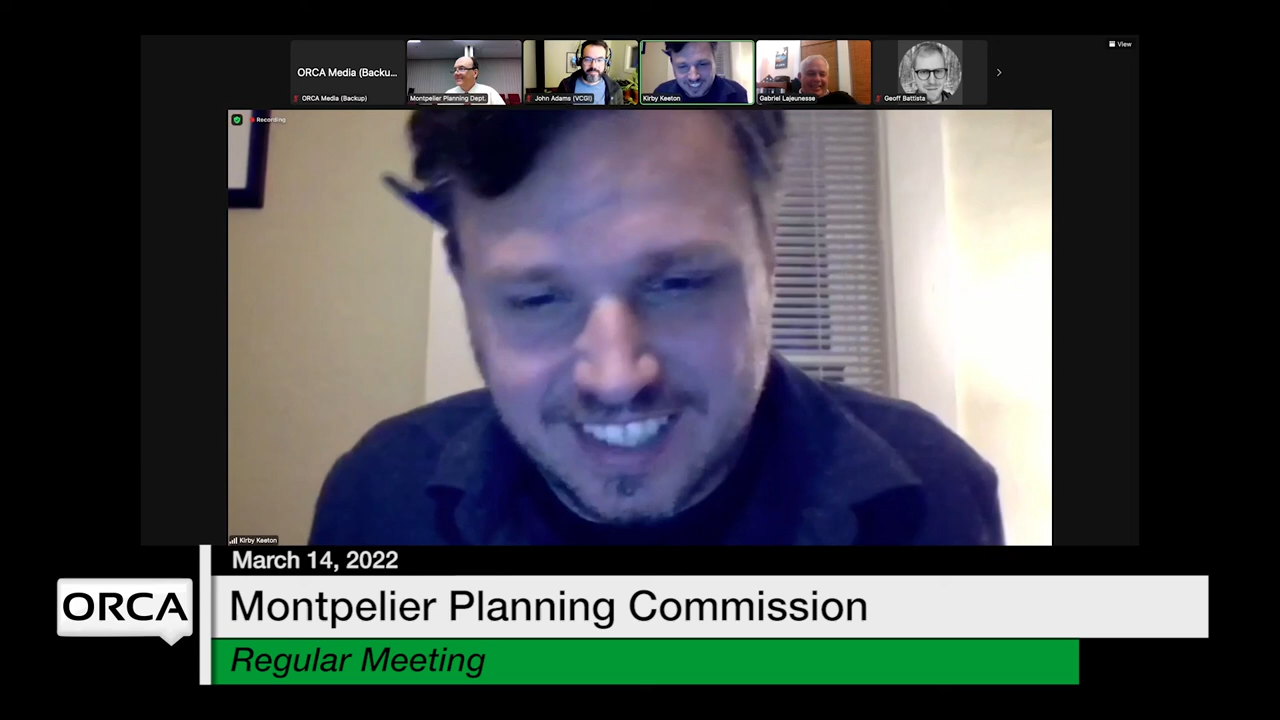 View
ORCA Media (Backu...
ORCA Media (Backup)
Montpelier Planning Dept.
John Adams (VCGI)
Kirby Keeton
Gabriel Lajeunesse
Geoff Battista
Recording
Kirby Keeton
March 14, 2022
ORCA
Montpelier Planning Commission
Regular Meeting